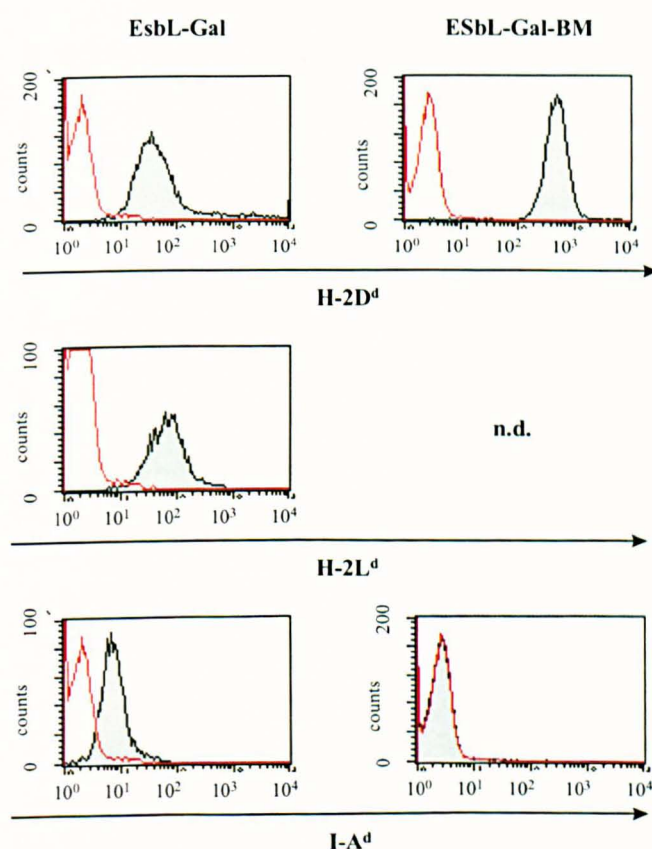 EsbL-Gal ESbL-Gal-BM
200 200
counts counts
0 0
10⁰ 10¹ 10² 10³ 10⁴ 10⁰ 10¹ 10² 10³ 10⁴
H-2Dᵈ
100
counts n.d.
0
10⁰ 10¹ 10² 10³ 10⁴
H-2Lᵈ
100 200
counts counts
0 0
10⁰ 10¹ 10² 10³ 10⁴ 10⁰ 10¹ 10² 10³ 10⁴
I-Aᵈ